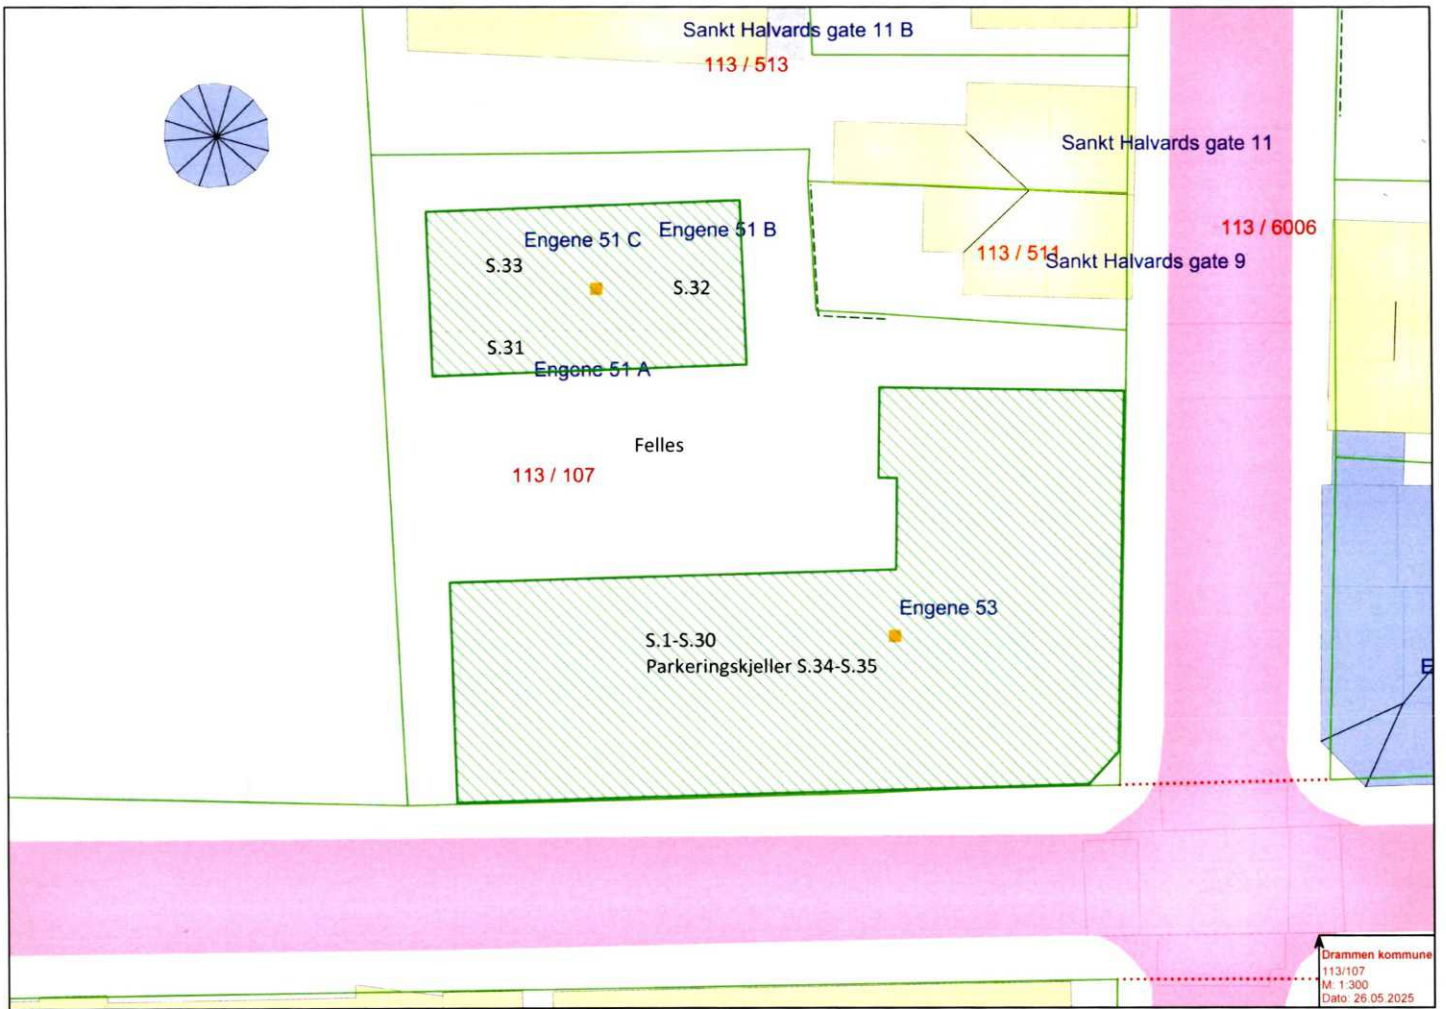 Sankt Halvards gate 11 B
113 / 513
Sankt Halvards gate 11
113 / 6006
Engene 51 C
Engene 51 B
113 / 511
Sankt Halvards gate 9
S.33
S.32
S.31
Engene 51 A
Felles
113 / 107
Engene 53
S.1-S.30
Parkeringskjeller S.34-S.35
E
Drammen kommune
113/107
M: 1:300
Dato: 26.05.2025